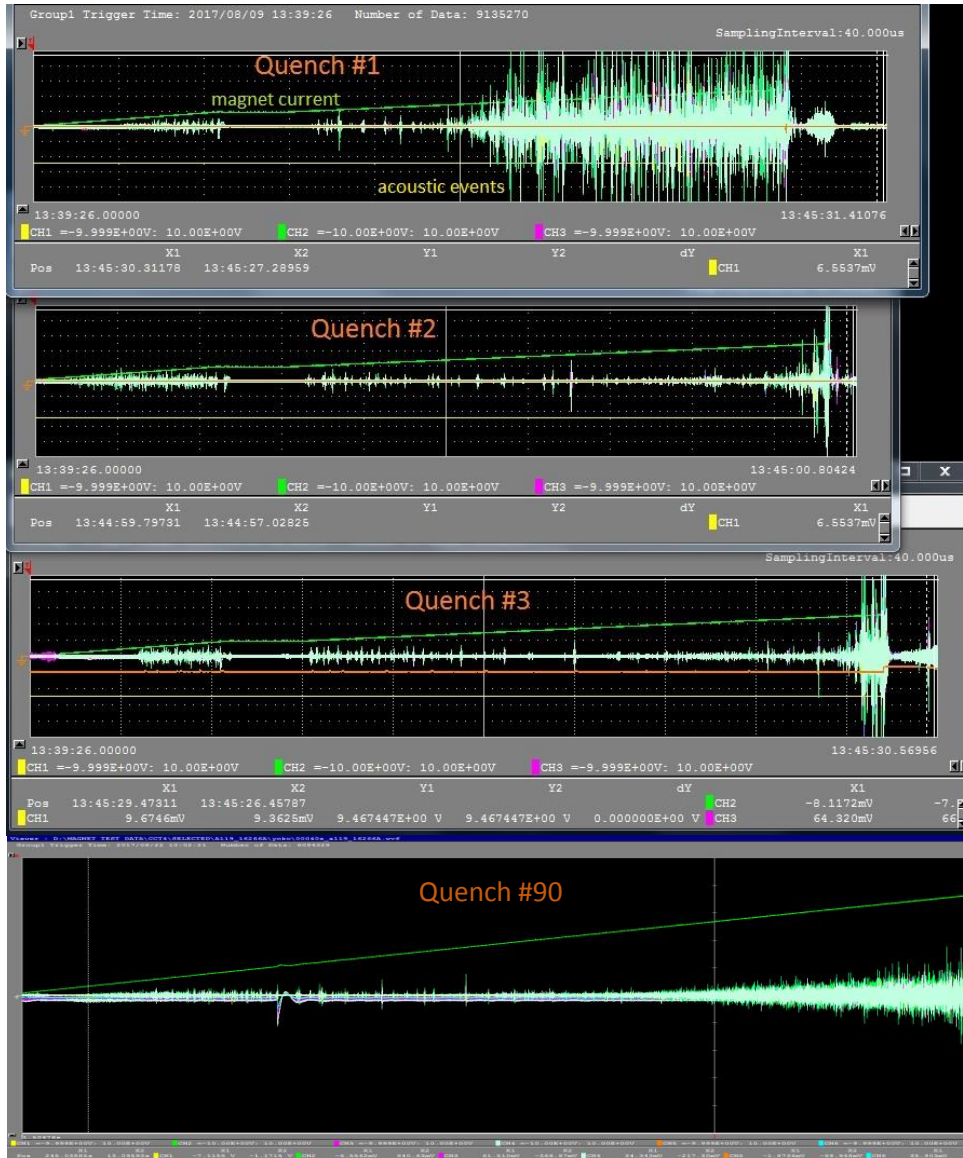 Group1 Trigger Time: 2017/08/09 13:39:26 Number of Data: 9135270
SamplingInterval:40.000us
Quench #1
magnet current
acoustic events
13:39:26.00000 13:45:31.41076
CH1 =-9.999E+00V: 10.00E+00V CH2 =-10.00E+00V: 10.00E+00V CH3 =-9.999E+00V: 10.00E+00V
X1 X2 Y1 Y2 dY X1
Pos 13:45:30.31178 13:45:27.28959 CH1 6.5537mV
Quench #2
13:39:26.00000 13:45:00.80424
CH1 =-9.999E+00V: 10.00E+00V CH2 =-10.00E+00V: 10.00E+00V CH3 =-9.999E+00V: 10.00E+00V
X1 X2 Y1 Y2 dY X1
Pos 13:44:59.79731 13:44:57.02825 CH1 6.5537mV
SamplingInterval:40.000us
Quench #3
13:39:26.00000 13:45:30.56956
CH1 =-9.999E+00V: 10.00E+00V CH2 =-10.00E+00V: 10.00E+00V CH3 =-9.999E+00V: 10.00E+00V
X1 X2 Y1 Y2 dY X1
Pos 13:45:29.47311 13:45:26.45787 CH2 -8.1172mV
CH1 9.6746mV 9.3625mV 9.467447E+00 V 9.467447E+00 V 0.000000E+00 V CH3 64.320mV
Quench #90